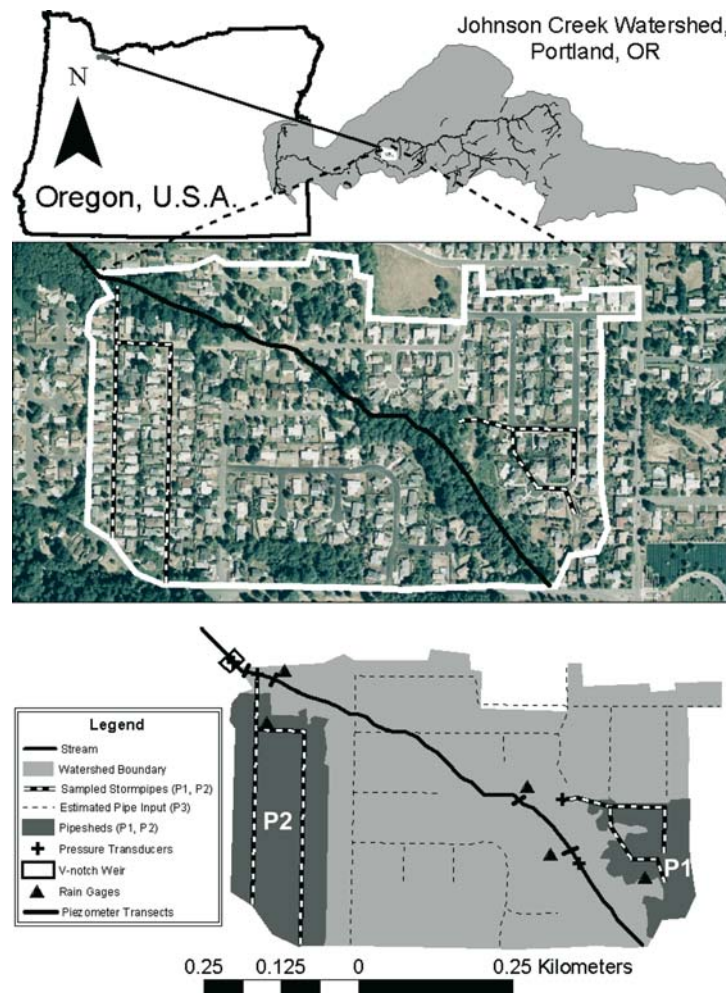 Johnson Creek Watershed,
Portland, OR
N
Oregon, U.S.A.
Legend
Stream
Watershed Boundary
Sampled Stormpipes (P1, P2)
Estimated Pipe Input (P3)
Pipesheds (P1, P2)
Pressure Transducers
V-notch Weir
Rain Gages
Piezometer Transects
P2
P1
0.25 0.125 0 0.25 Kilometers